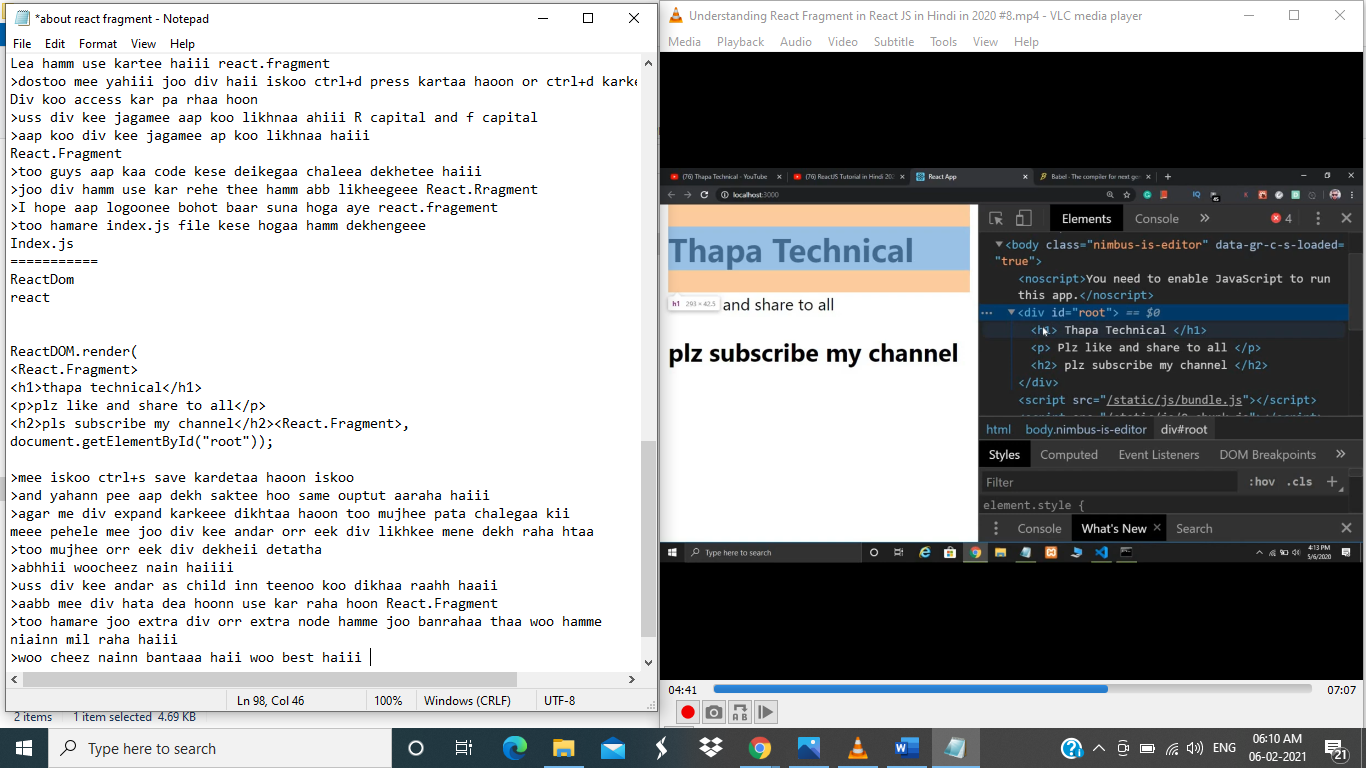 *about react fragment - Notepad
File Edit Format View Help
Lea hamm use kartee haiii react.fragment
>dostoo mee yahiii joo div haii iskoo ctrl+d press kartaa haoon or ctrl+d karke
Div koo access kar pa rhaa hoon
>uss div kee jagamee aap koo likhnaa ahiii R capital and f capital
>aap koo div kee jagamee ap koo likhnaa haiii
React.Fragment
>too guys aap kaa code kese deikegaa chaleea dekhetee haiii
>joo div hamm use kar rehe thee hamm abb likheegeee React.Rragment
>I hope aap logoonee bohot baar suna hoga aye react.fragement
>too hamare index.js file kese hogaa hamm dekhengeee
Index.js
===========
ReactDom
react
ReactDOM.render(
<React.Fragment>
<h1>thapa technical</h1>
<p>plz like and share to all</p>
<h2>pls subscribe my channel</h2><React.Fragment>,
document.getElementById("root"));
>mee iskoo ctrl+s save kardetaa haoon iskoo
>and yahann pee aap dekh saktee hoo same ouptut aaraha haiii
>agar me div expand karkeee dikhtaa haoon too mujhee pata chalegaa kii
meee pehele mee joo div kee andar orr eek div likhkee mene dekh raha htaa
>too mujhee orr eek div dekheii detatha
>abhhii woocheez nain haiiii
>uss div kee andar as child inn teenoo koo dikhaa raahh haaii
>aabb mee div hata dea hoonn use kar raha hoon React.Fragment
>too hamare joo extra div orr extra node hamme joo banrahaa thaa woo hamme
niainn mil raha haiii
>woo cheez nainn bantaaa haii woo best haiii
Ln 98, Col 46 100% Windows (CRLF) UTF-8
2 items 1 item selected 4.69 KB
Understanding React Fragment in React JS in Hindi in 2020 #8.mp4 - VLC media player
Media Playback Audio Video Subtitle Tools View Help
(76) Thapa Technical - YouTube (76) ReactJS Tutorial in Hindi 202 React App Babel - The compiler for next ge
localhost:3000
Thapa Technical
h1 293 × 42.5
and share to all
plz subscribe my channel
Elements Console » 4
<body class="nimbus-is-editor" data-gr-c-s-loaded=
"true">
<noscript>You need to enable JavaScript to run
this app.</noscript>
<div id="root"> == $0
<h1> Thapa Technical </h1>
<p> Plz like and share to all </p>
<h2> plz subscribe my channel </h2>
</div>
<script src="/static/js/bundle.js"></script>
html body.nimbus-is-editor div#root
Styles Computed Event Listeners DOM Breakpoints »
Filter :hov .cls +
element.style {
Console What's New Search
Type here to search
4:13 PM
5/6/2020
04:41 07:07
Type here to search
ENG
06:10 AM
06-02-2021
21